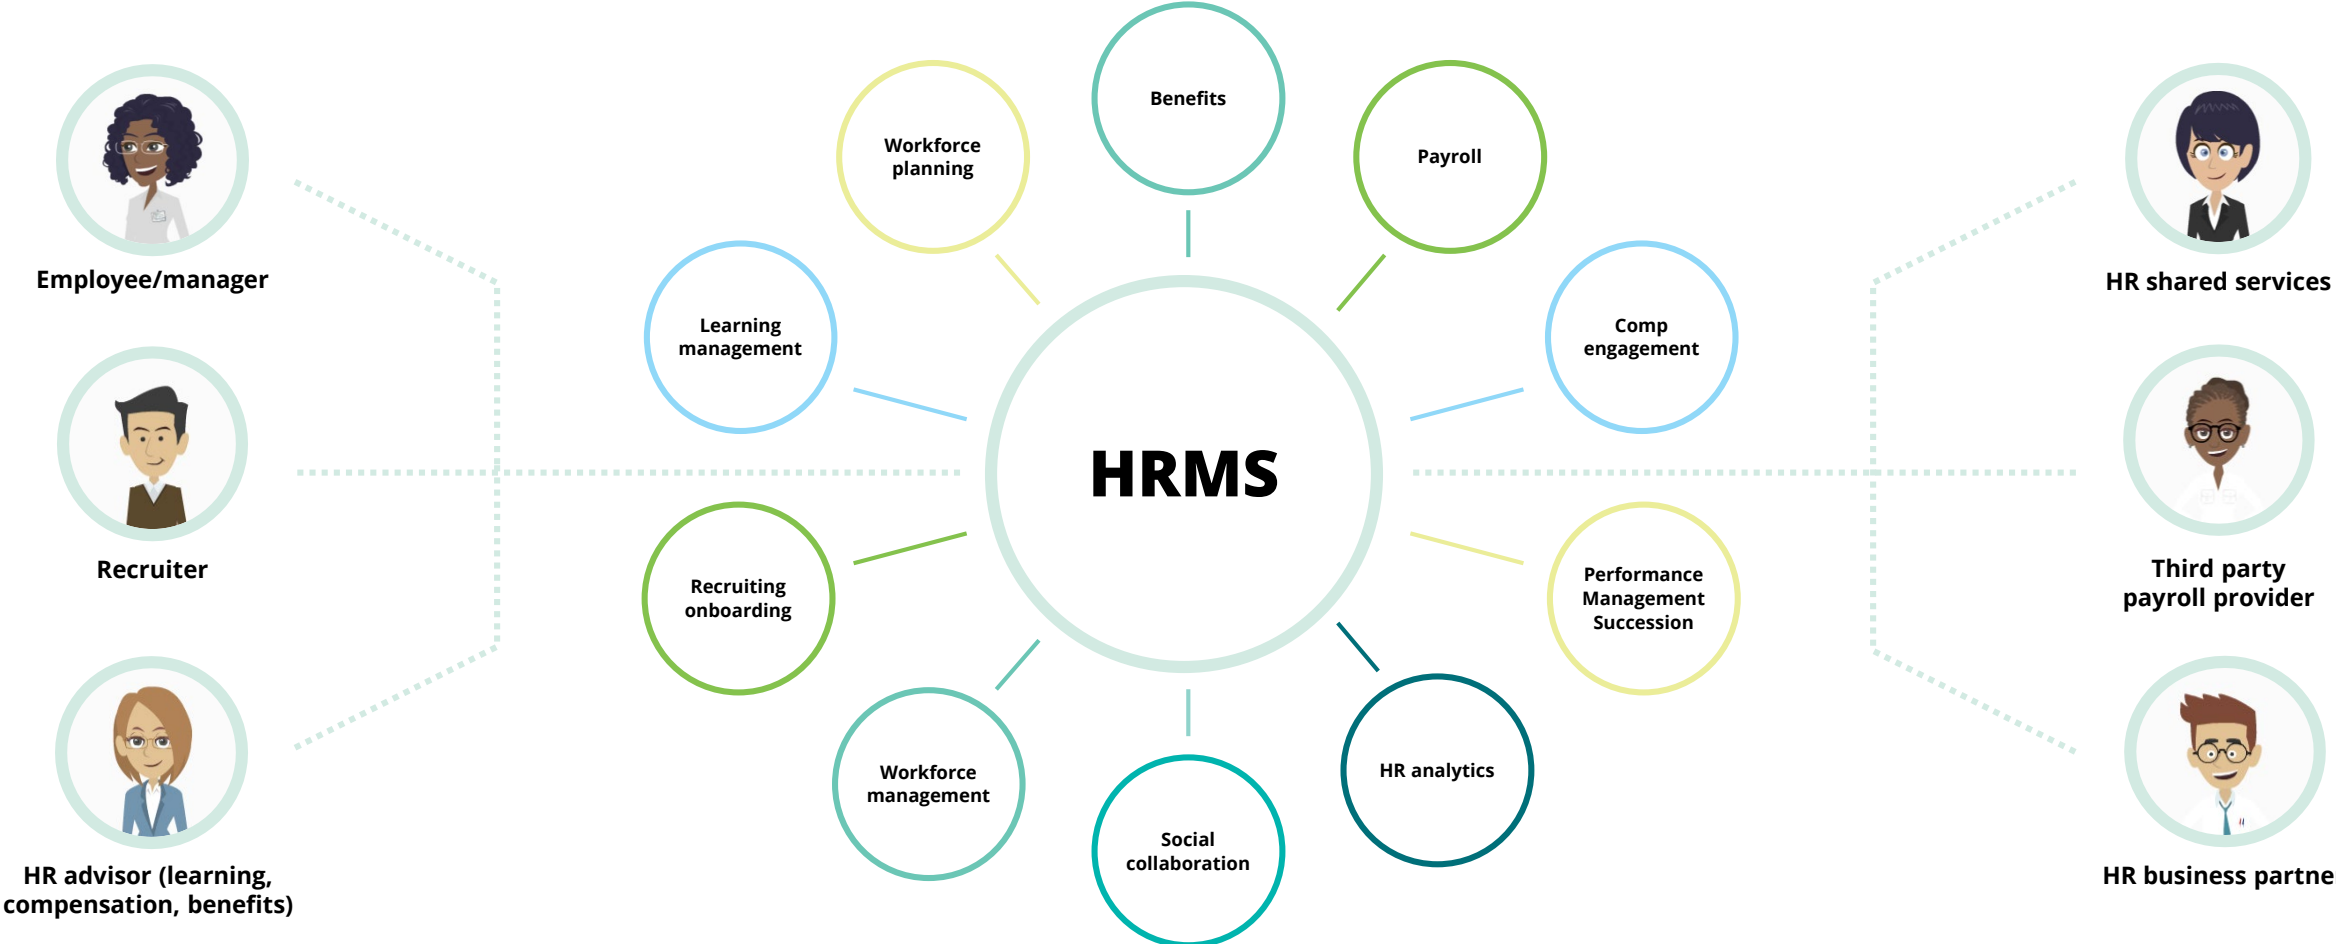 Employee/manager
Recruiter
HR advisor (learning,
compensation, benefits)
Benefits
Workforce
planning
Payroll
Learning
management
Comp
engagement
HRMS
Recruiting
onboarding
Performance
Management
Succession
Workforce
management
HR analytics
Social
collaboration
HR shared services
Third party
payroll provider
HR business partne